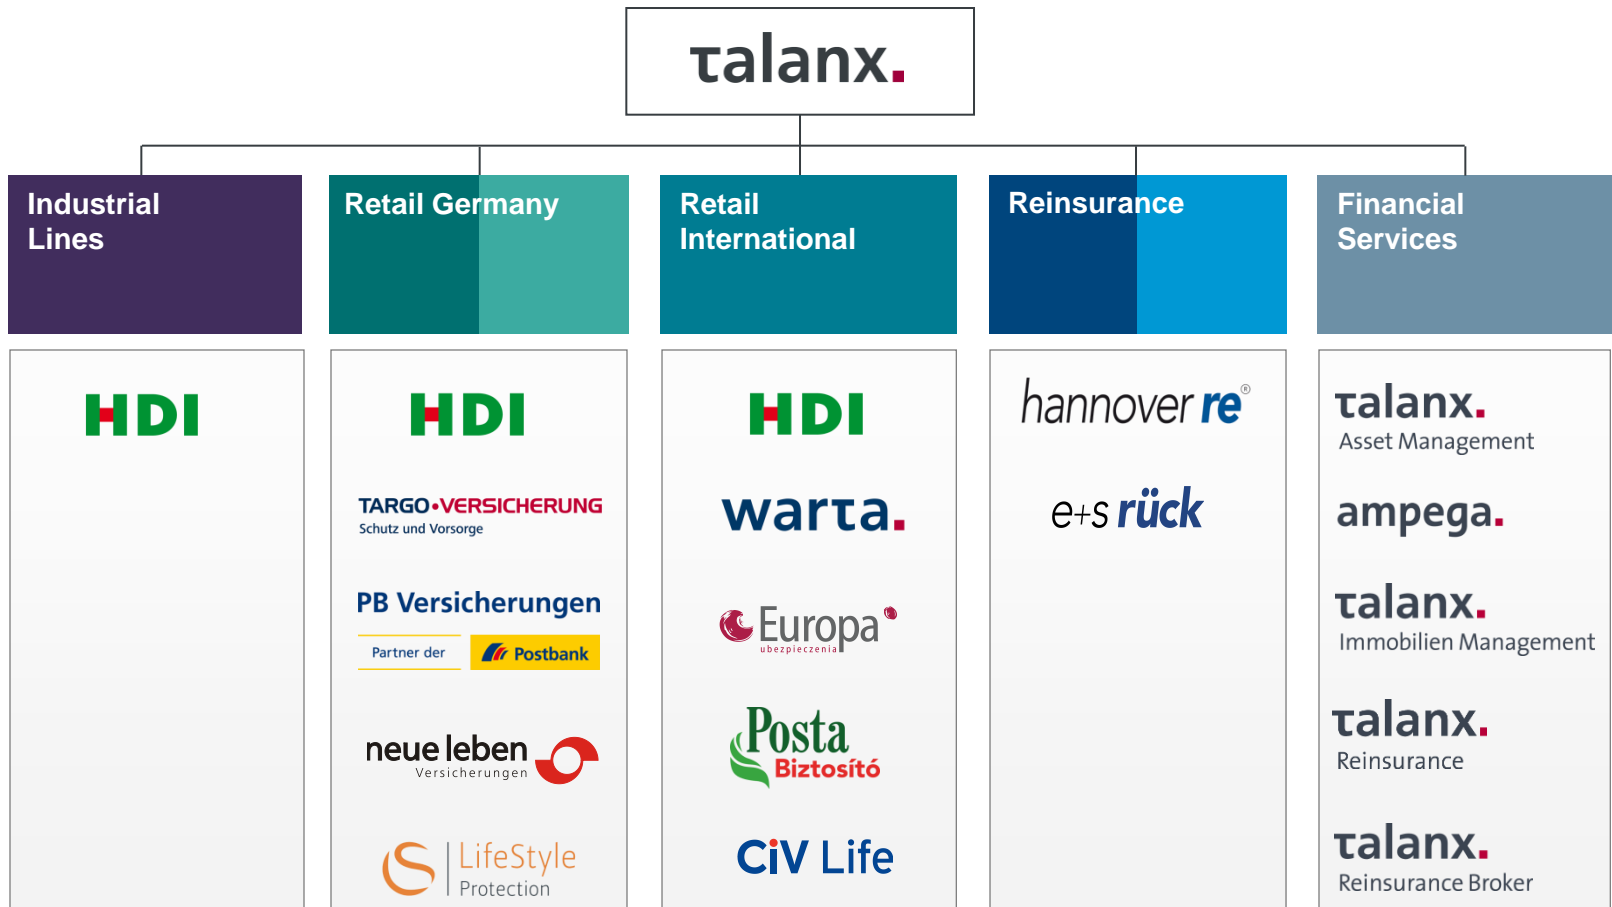 talanx.
Industrial
Lines
Retail Germany
Retail
International
Reinsurance
Financial
Services
HDI
HDI
TARGO•VERSICHERUNG
Schutz und Vorsorge
PB Versicherungen
Partner der
Postbank
neue leben
Versicherungen
LifeStyle
Protection
HDI
warta.
Europa
ubezpieczenia
Posta
Biztosító
CiV Life
hannover re®
e+s rück
talanx.
Asset Management
ampega.
talanx.
Immobilien Management
talanx.
Reinsurance
talanx.
Reinsurance Broker